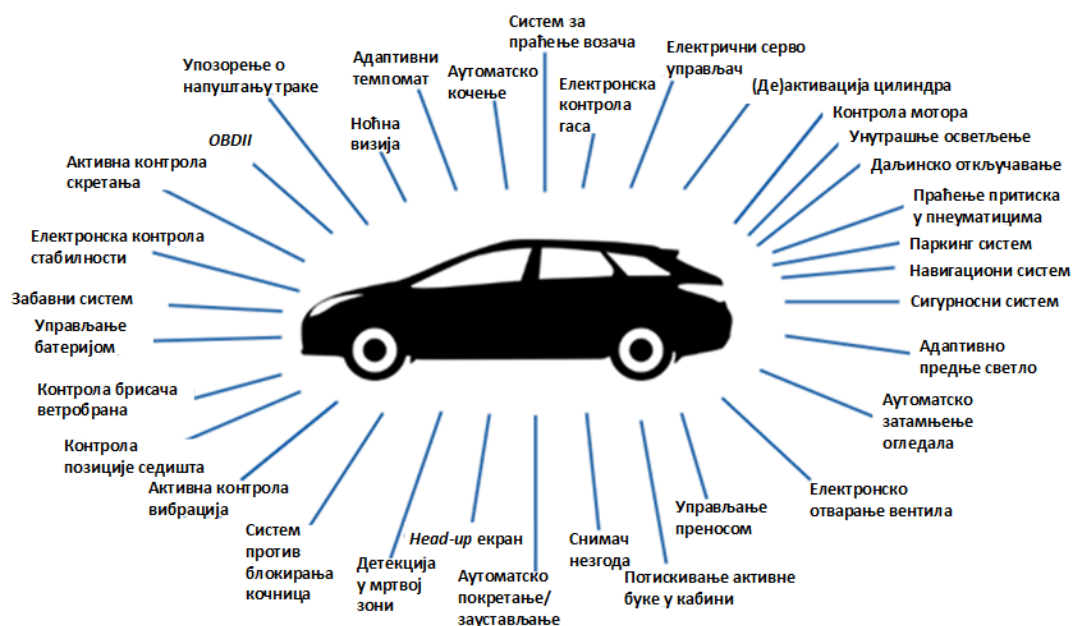 Систем за
праћење возача
Електрични серво
управљач
Адаптивни
темпомат
Упозорење о
напуштању траке
Аутоматско
кочење
Електронска
контрола
гаса
(Де)активација цилиндра
Контрола мотора
Ноћна
визија
OBDII
Унутрашње осветљење
Даљинско откључавање
Активна контрола
скретања
Праћење притиска
у пнеуматицима
Електронска контрола
стабилности
Паркинг систем
Навигациони систем
Забавни систем
Сигурносни систем
Управљање
батеријом
Адаптивно
предње светло
Контрола брисача
ветробрана
Аутоматско
затамњење
огледала
Контрола
позиције седишта
Активна контрола
вибрација
Електронско
отварање вентила
Управљање
преносом
Систем
против
блокирања
кочница
Head-up екран
Снимач
незгода
Детекција
у мртвој
зони
Аутоматско
покретање/
заустављање
Потискивање активне
буке у кабини